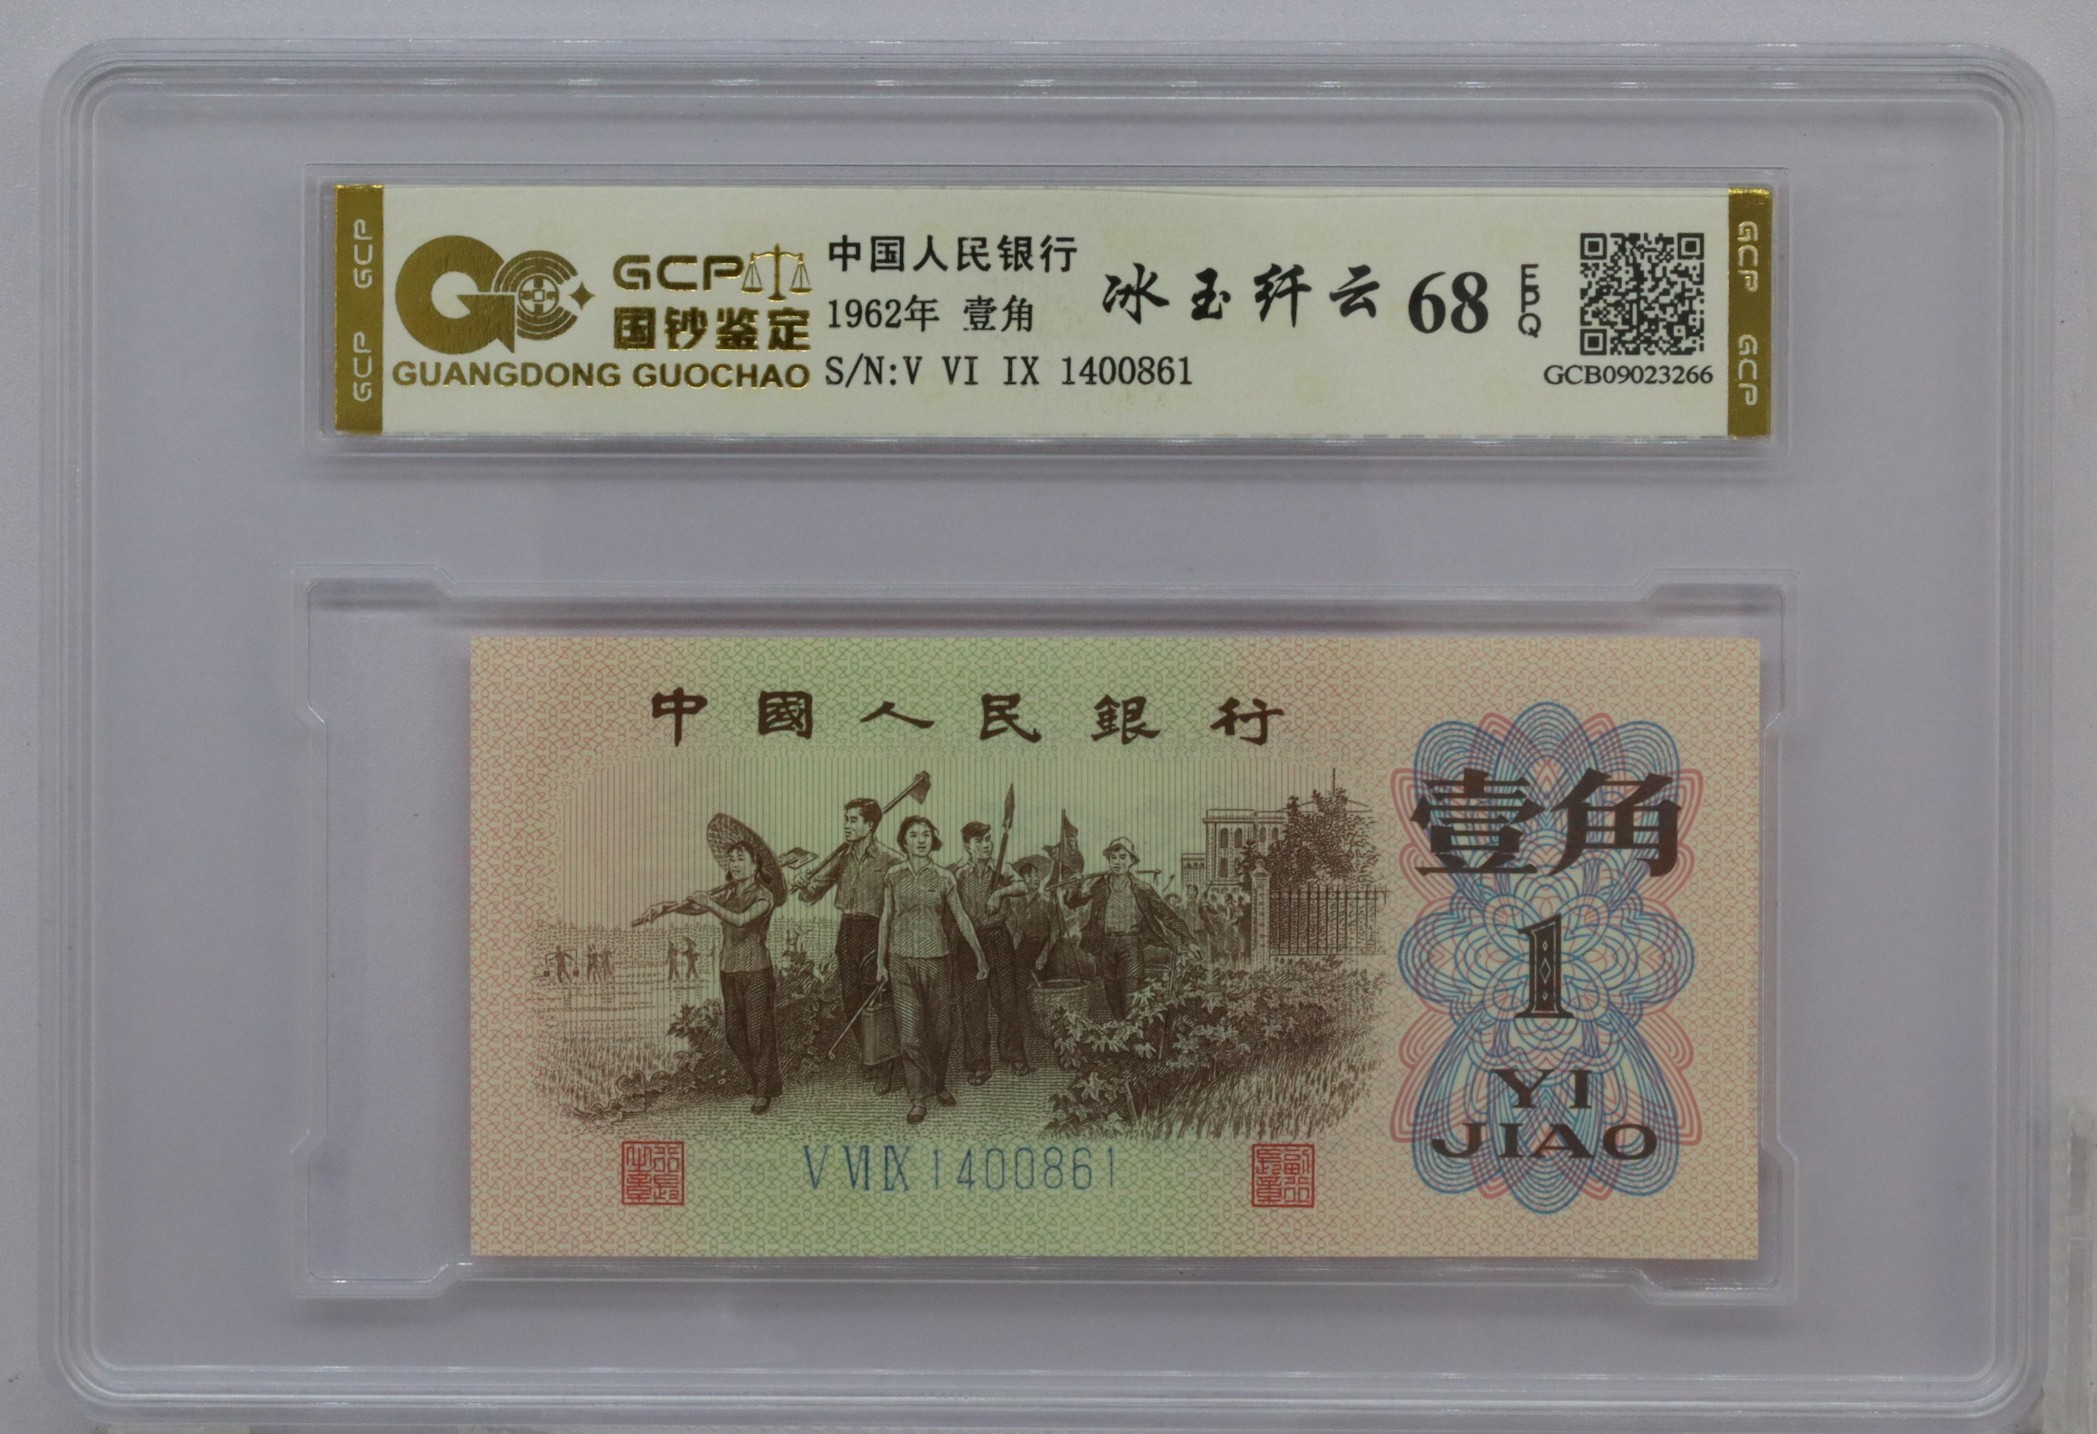 GCP GCP
GCP
国钞鉴定
GUANGDONG GUOCHAO
中国人民银行
1962年 壹角
S/N:V VI IX 1400861
冰玉纤云 68 EPQ
GCB09023266
GCP GCP
中國人民銀行
壹角
1
YI
JIAO
V VI IX 1400861